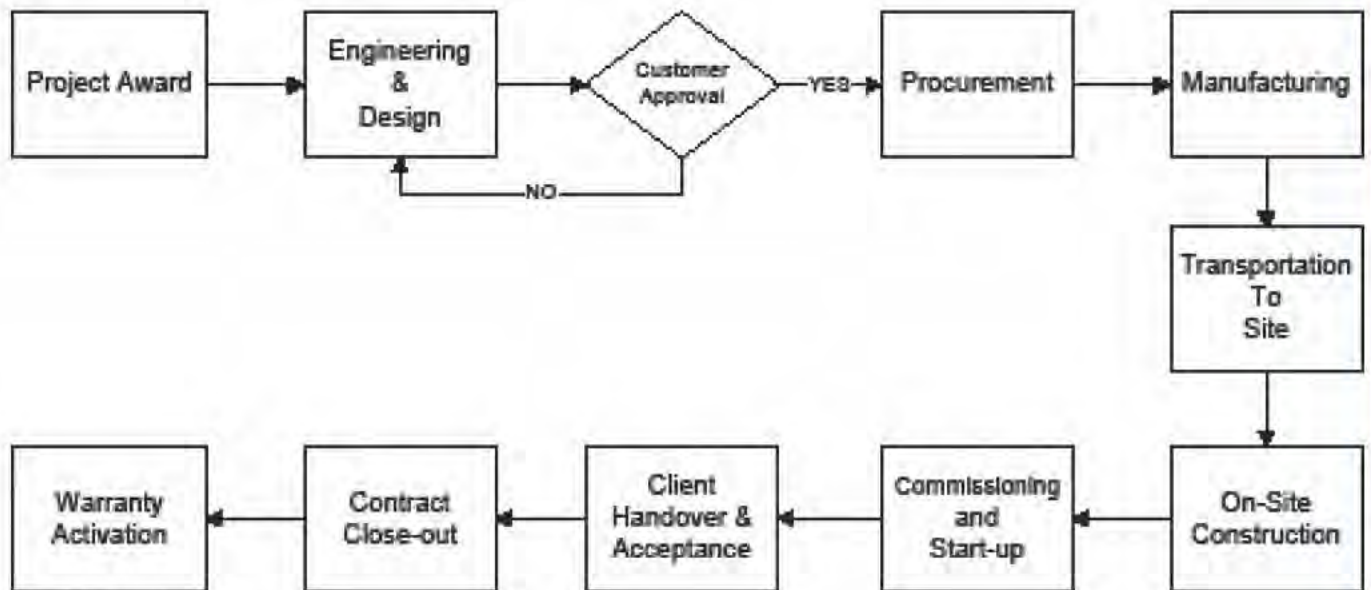 Project Award
Engineering
&
Design
Customer
Approval
YES
Procurement
Manufacturing
NO
Transportation
To
Site
On-Site
Construction
Commissioning
and
Start-up
Client
Handover &
Acceptance
Contract
Close-out
Warranty
Activation